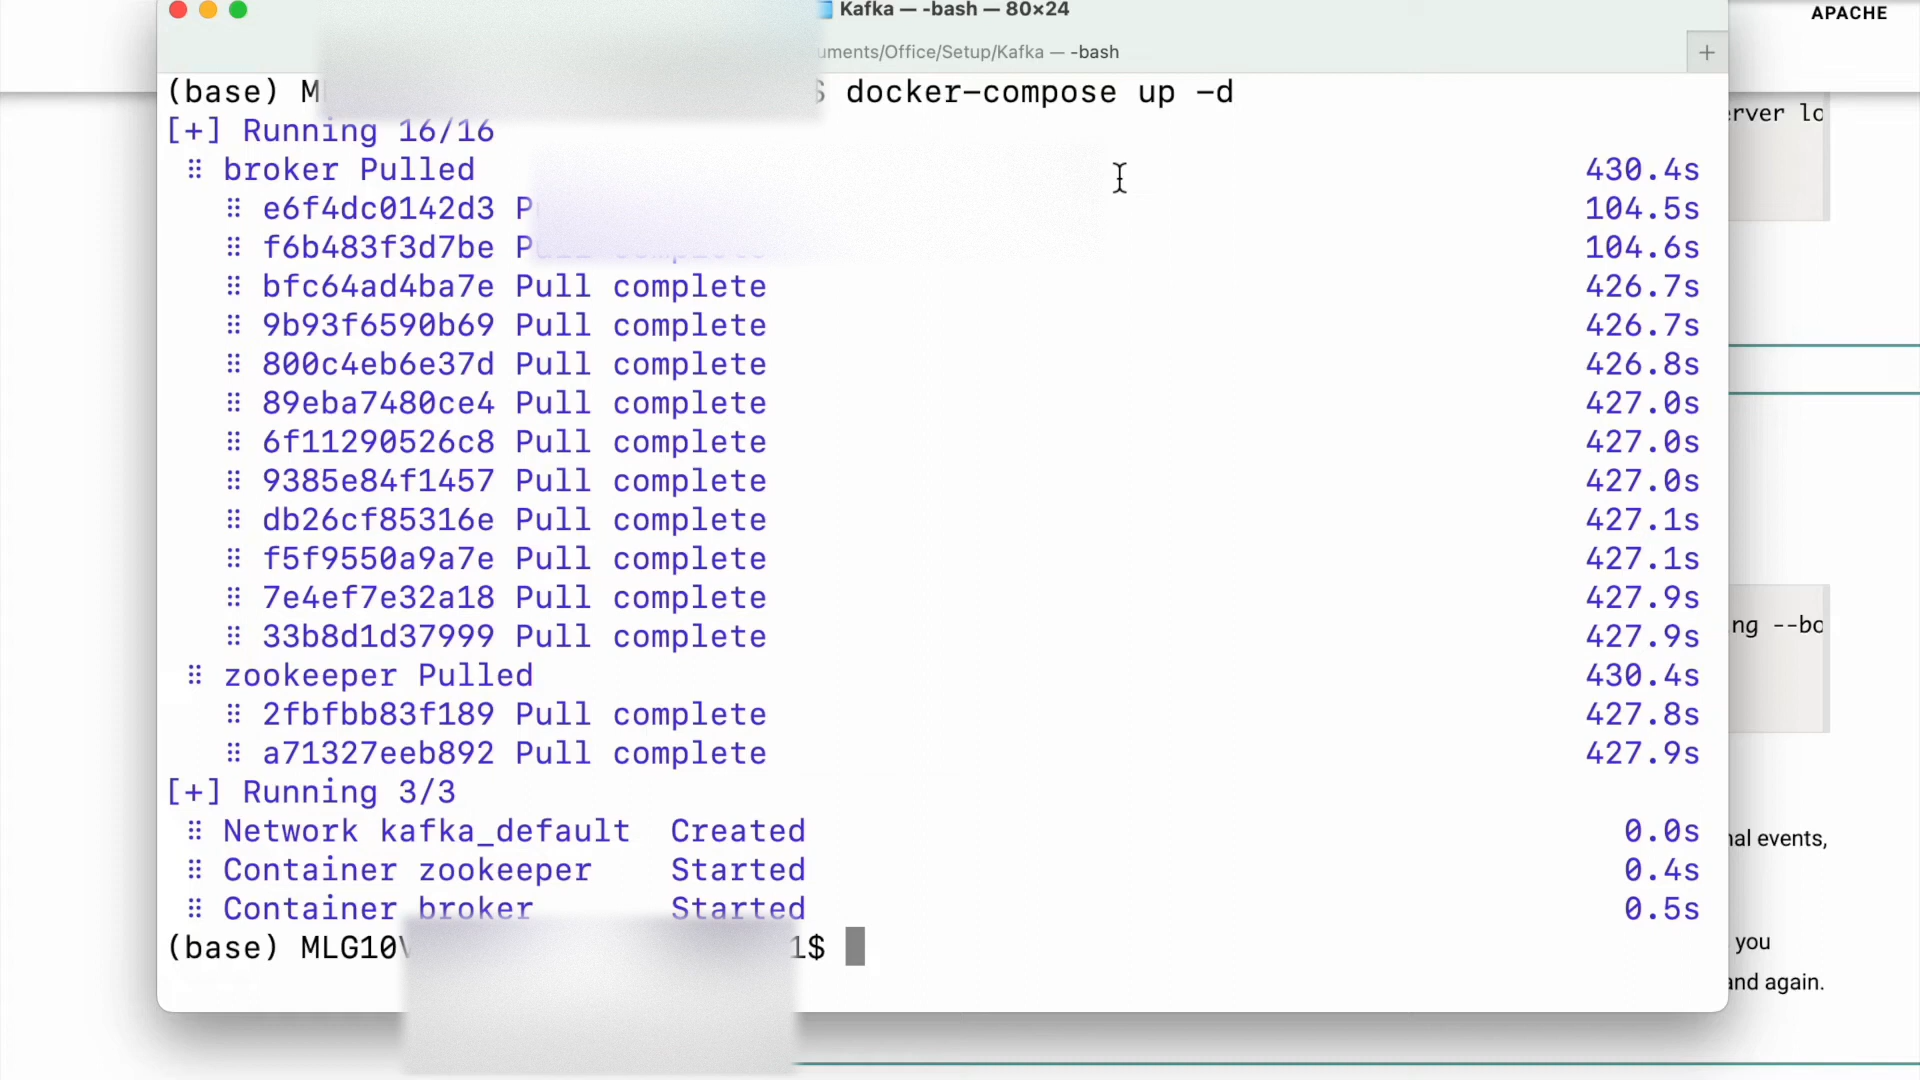 Kafka — -bash — 80×24
APACHE
uments/Office/Setup/Kafka — -bash
+
(base) M $ docker-compose up -d
[+] Running 16/16
⠿ broker Pulled 430.4s
⠿ e6f4dc0142d3 104.5s
⠿ f6b483f3d7be Pull complete 104.6s
⠿ bfc64ad4ba7e Pull complete 426.7s
⠿ 9b93f6590b69 Pull complete 426.7s
⠿ 800c4eb6e37d Pull complete 426.8s
⠿ 89eba7480ce4 Pull complete 427.0s
⠿ 6f11290526c8 Pull complete 427.0s
⠿ 9385e84f1457 Pull complete 427.0s
⠿ db26cf85316e Pull complete 427.1s
⠿ f5f9550a9a7e Pull complete 427.1s
⠿ 7e4ef7e32a18 Pull complete 427.9s
⠿ 33b8d1d37999 Pull complete 427.9s
⠿ zookeeper Pulled 430.4s
⠿ 2fbfbb83f189 Pull complete 427.8s
⠿ a71327eeb892 Pull complete 427.9s
[+] Running 3/3
⠿ Network kafka_default Created 0.0s
⠿ Container zookeeper Started 0.4s
⠿ Container broker Started 0.5s
(base) MLG10 1$
erver lo
ng --bo
nal events,
you
and again.